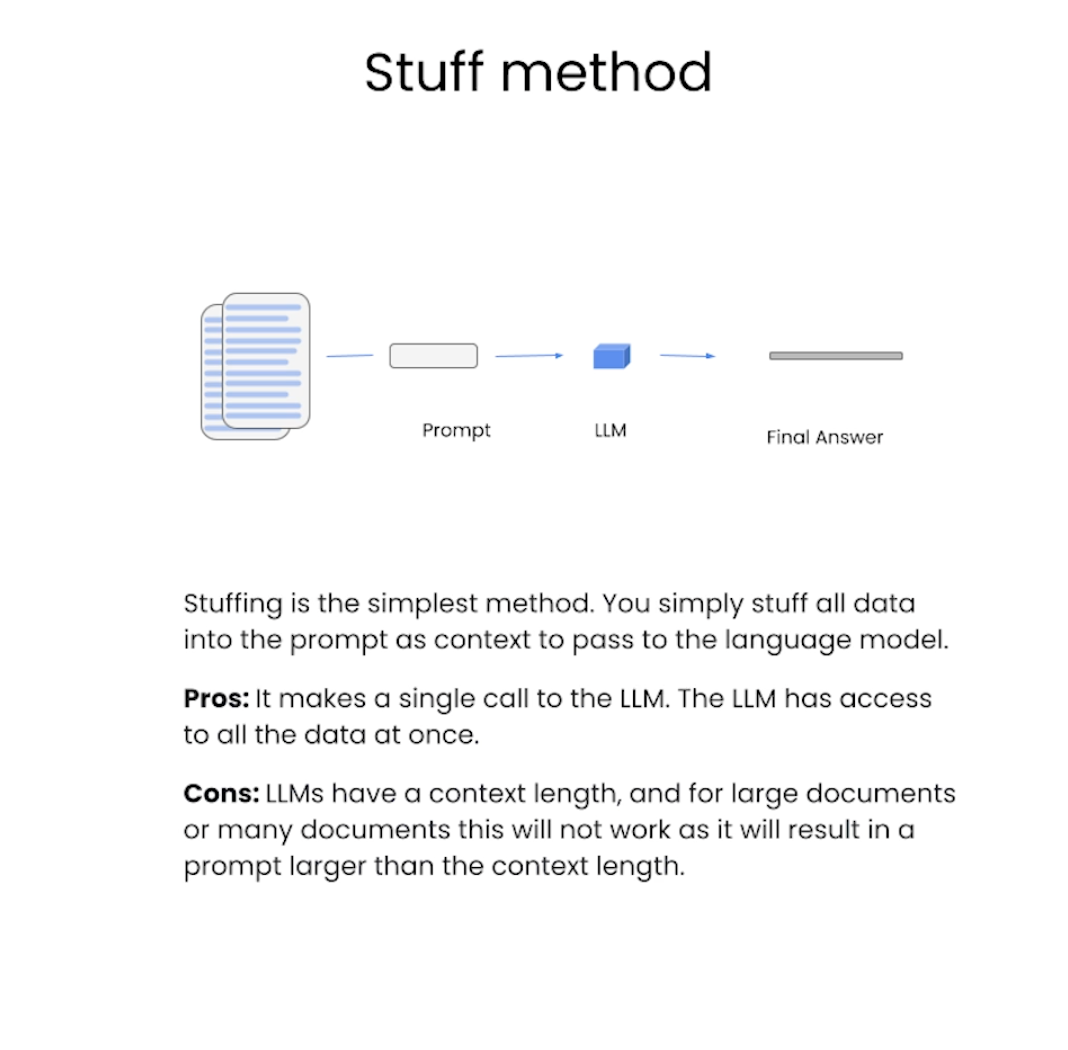 Stuff method
Prompt
LLM
Final Answer
Stuffing is the simplest method. You simply stuff all data
into the prompt as context to pass to the language model.
Pros: It makes a single call to the LLM. The LLM has access
to all the data at once.
Cons: LLMs have a context length, and for large documents
or many documents this will not work as it will result in a
prompt larger than the context length.